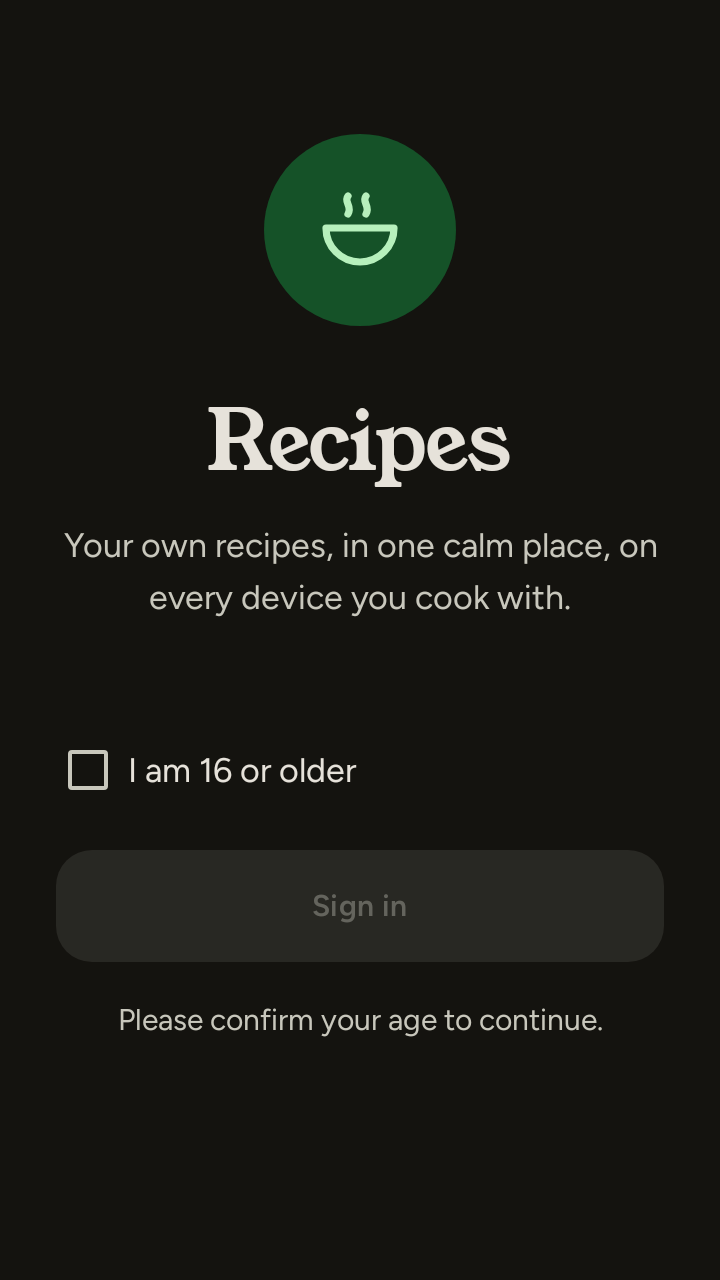 Recipes
Your own recipes, in one calm place, on
every device you cook with.
I am 16 or older
Sign in
Please confirm your age to continue.